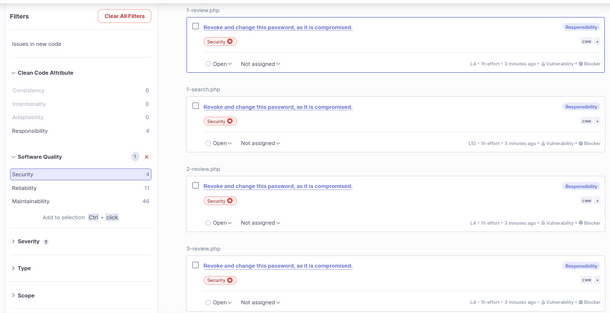 Filters
Clear All Filters
Issues in new code
Clean Code Attribute
Consistency 0
Intentionality 0
Adaptability 0
Responsibility 4
Software Quality 1
Security 4
Reliability 11
Maintainability 46
Add to selection Ctrl + click
Severity
Type
Scope
1-review.php
Revoke and change this password, as it is compromised.
Responsibility
Security
cwe
Open Not assigned
L4 • 1h effort • 3 minutes ago • Vulnerability • Blocker
1-search.php
Revoke and change this password, as it is compromised.
Responsibility
Security
cwe
Open Not assigned
L10 • 1h effort • 3 minutes ago • Vulnerability • Blocker
2-review.php
Revoke and change this password, as it is compromised.
Responsibility
Security
cwe
Open Not assigned
L4 • 1h effort • 3 minutes ago • Vulnerability • Blocker
3-review.php
Revoke and change this password, as it is compromised.
Responsibility
Security
cwe
Open Not assigned
1h effort • 3 minutes ago • Vulnerability • Blocker